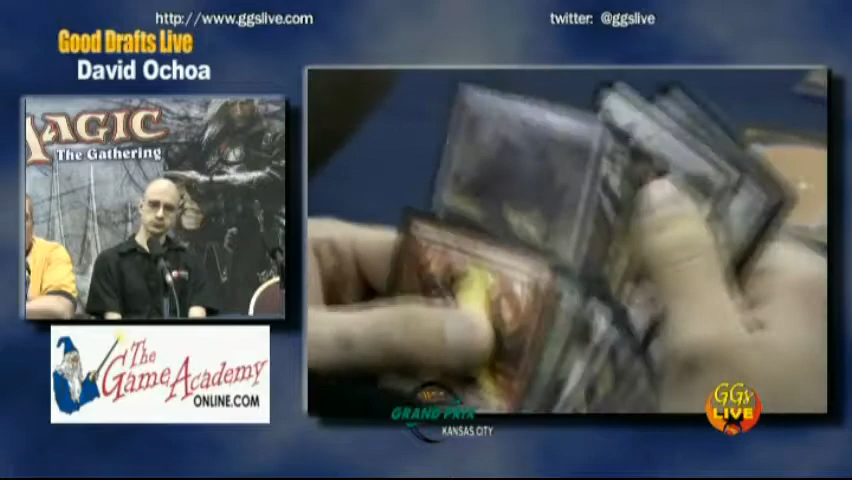 http://www.ggslive.com
twitter: @ggslive
Good Drafts Live
David Ochoa
MAGIC
The Gathering
The
Game Academy
ONLINE.COM
GRAND PRIX
KANSAS CITY
GGs
LIVE